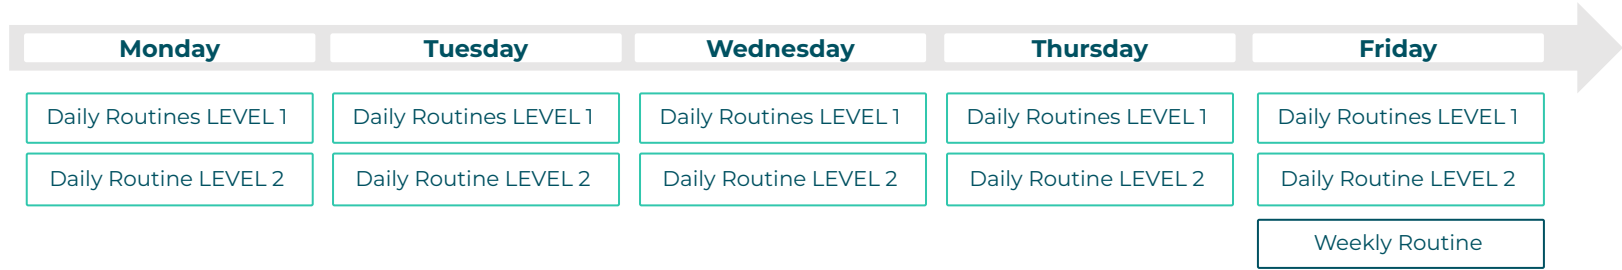 Monday Tuesday Wednesday Thursday Friday
Daily Routines LEVEL 1 Daily Routines LEVEL 1 Daily Routines LEVEL 1 Daily Routines LEVEL 1 Daily Routines LEVEL 1
Daily Routine LEVEL 2 Daily Routine LEVEL 2 Daily Routine LEVEL 2 Daily Routine LEVEL 2 Daily Routine LEVEL 2
Weekly Routine